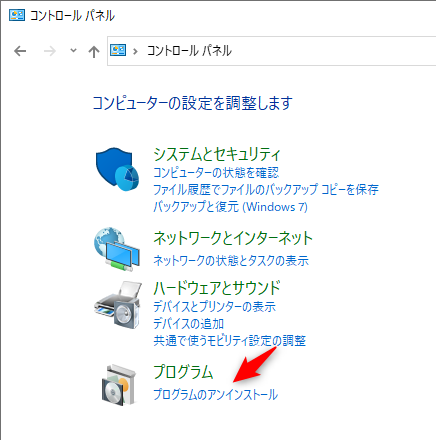 コントロール パネル
コントロール パネル
コンピューターの設定を調整します
システムとセキュリティ
コンピューターの状態を確認
ファイル履歴でファイルのバックアップ コピーを保存
バックアップと復元 (Windows 7)
ネットワークとインターネット
ネットワークの状態とタスクの表示
ハードウェアとサウンド
デバイスとプリンターの表示
デバイスの追加
共通で使うモビリティ設定の調整
プログラム
プログラムのアンインストール